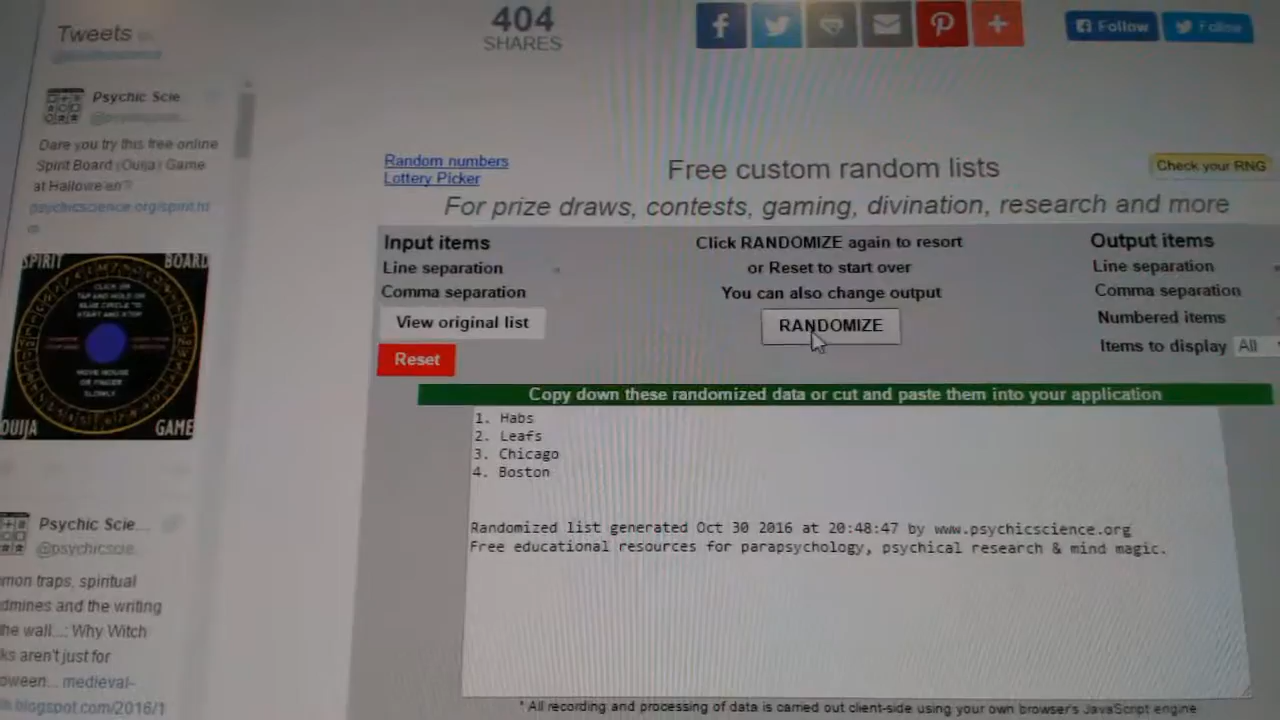 Tweets
404
SHARES
Follow
Follow
Psychic Scie
Dare you try this free online
Spirit Board (Ouija) Game
at Hallowe'en?
psychicscience.org/spirit.ht
m
SPIRIT BOARD
OUIJA GAME
Psychic Scie...
@psychicscie.
mon traps, spiritual
dmines and the writing
the wall...: Why Witch
ks aren't just for
oween... medieval-
blogspot.com/2016/1
Random numbers
Lottery Picker
Free custom random lists
Check your RNG
For prize draws, contests, gaming, divination, research and more
Input items
Line separation
Comma separation
View original list
Reset
Click RANDOMIZE again to resort
or Reset to start over
You can also change output
RANDOMIZE
Output items
Line separation
Comma separation
Numbered items
Items to display All
Copy down these randomized data or cut and paste them into your application
1. Habs
2. Leafs
3. Chicago
4. Boston
Randomized list generated Oct 30 2016 at 20:48:47 by www.psychicscience.org
Free educational resources for parapsychology, psychical research & mind magic.
* All recording and processing of data is carried out client-side using your own browser's JavaScript engine